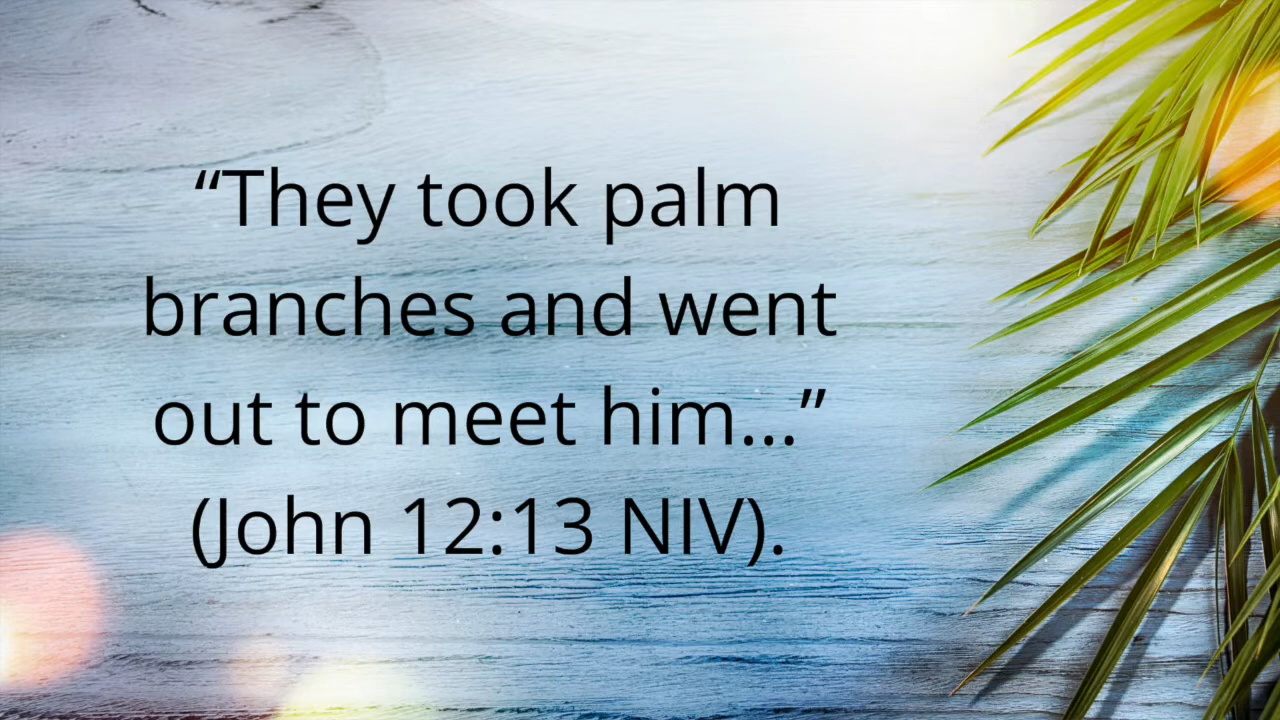 “They took palm
branches and went
out to meet him...”
(John 12:13 NIV).